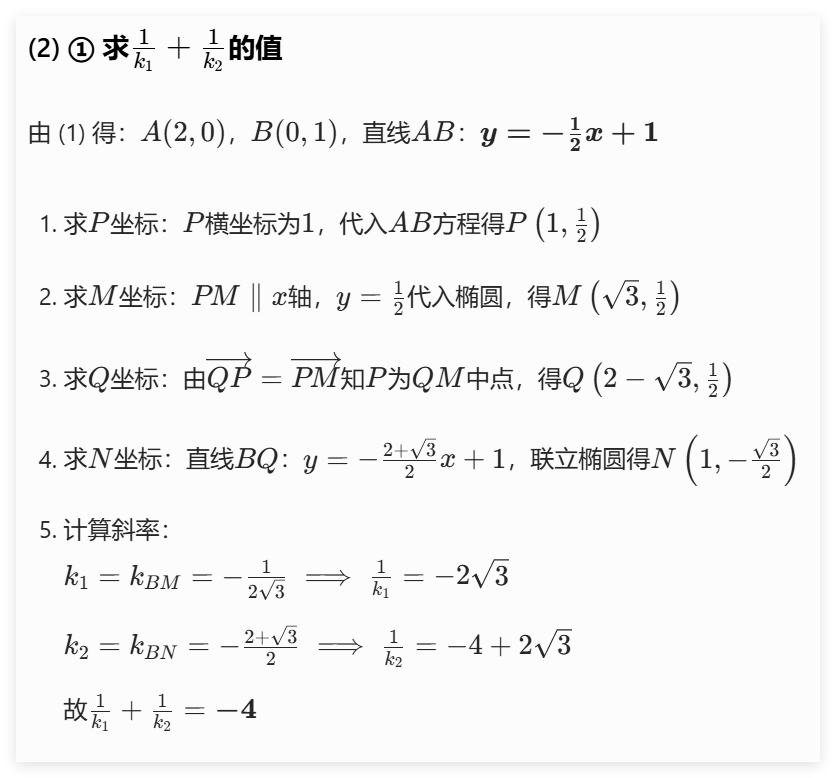 (2) ① 求$\frac{1}{k_1} + \frac{1}{k_2}$的值
由 (1) 得：$A(2,0)$，$B(0,1)$，直线$AB$：$y = -\frac{1}{2}x + 1$
1. 求$P$坐标：$P$横坐标为$1$，代入$AB$方程得$P\left(1,\frac{1}{2}\right)$
2. 求$M$坐标：$PM \parallel x$轴，$y = \frac{1}{2}$代入椭圆，得$M\left(\sqrt{3},\frac{1}{2}\right)$
3. 求$Q$坐标：由$\overrightarrow{QP} = \overrightarrow{PM}$知$P$为$QM$中点，得$Q\left(2-\sqrt{3},\frac{1}{2}\right)$
4. 求$N$坐标：直线$BQ$：$y = -\frac{2+\sqrt{3}}{2}x + 1$，联立椭圆得$N\left(1,-\frac{\sqrt{3}}{2}\right)$
5. 计算斜率：
$k_1 = k_{BM} = -\frac{1}{2\sqrt{3}} \implies \frac{1}{k_1} = -2\sqrt{3}$
$k_2 = k_{BN} = -\frac{2+\sqrt{3}}{2} \implies \frac{1}{k_2} = -4 + 2\sqrt{3}$
故$\frac{1}{k_1} + \frac{1}{k_2} = -4$